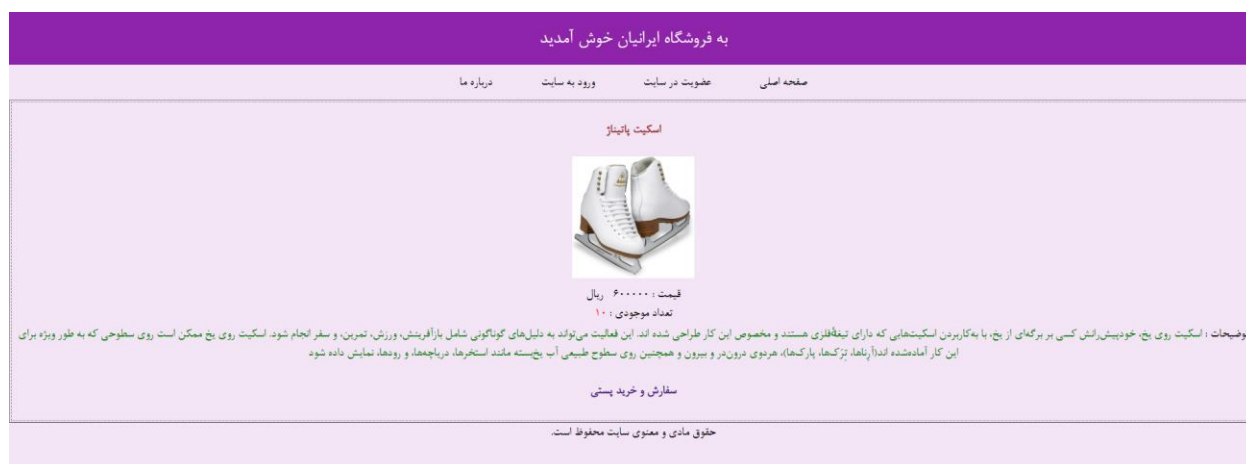 به فروشگاه ایرانیان خوش آمدید
صفحه اصلی عضویت در سایت ورود به سایت درباره ما
اسکیت پاتیناژ
قیمت : ۶۰۰۰۰۰ ریال
تعداد موجودی : ۱۰
وضیحات : اسکیت روی یخ، خودپیش‌رانش کسی بر برگه‌ای از یخ، با به‌کاربردن اسکیت‌هایی که دارای تیغهٔفلزی هستند و مخصوص این کار طراحی شده اند. این فعالیت می‌تواند به دلیل‌های گوناگونی شامل بازآفرینش، ورزش، تمرین، و سفر انجام شود. اسکیت روی یخ ممکن است روی سطوحی که به طور ویژه برای
این کار آماده‌شده اند(آرِناها، تِرَک‌ها، پارک‌ها)، هردوی درون‌در و بیرون و همچنین روی سطوح طبیعی آب یخ‌بسته مانند استخرها، دریاچه‌ها، و رودها، نمایش داده شود
سفارش و خرید پستی
حقوق مادی و معنوی سایت محفوظ است.